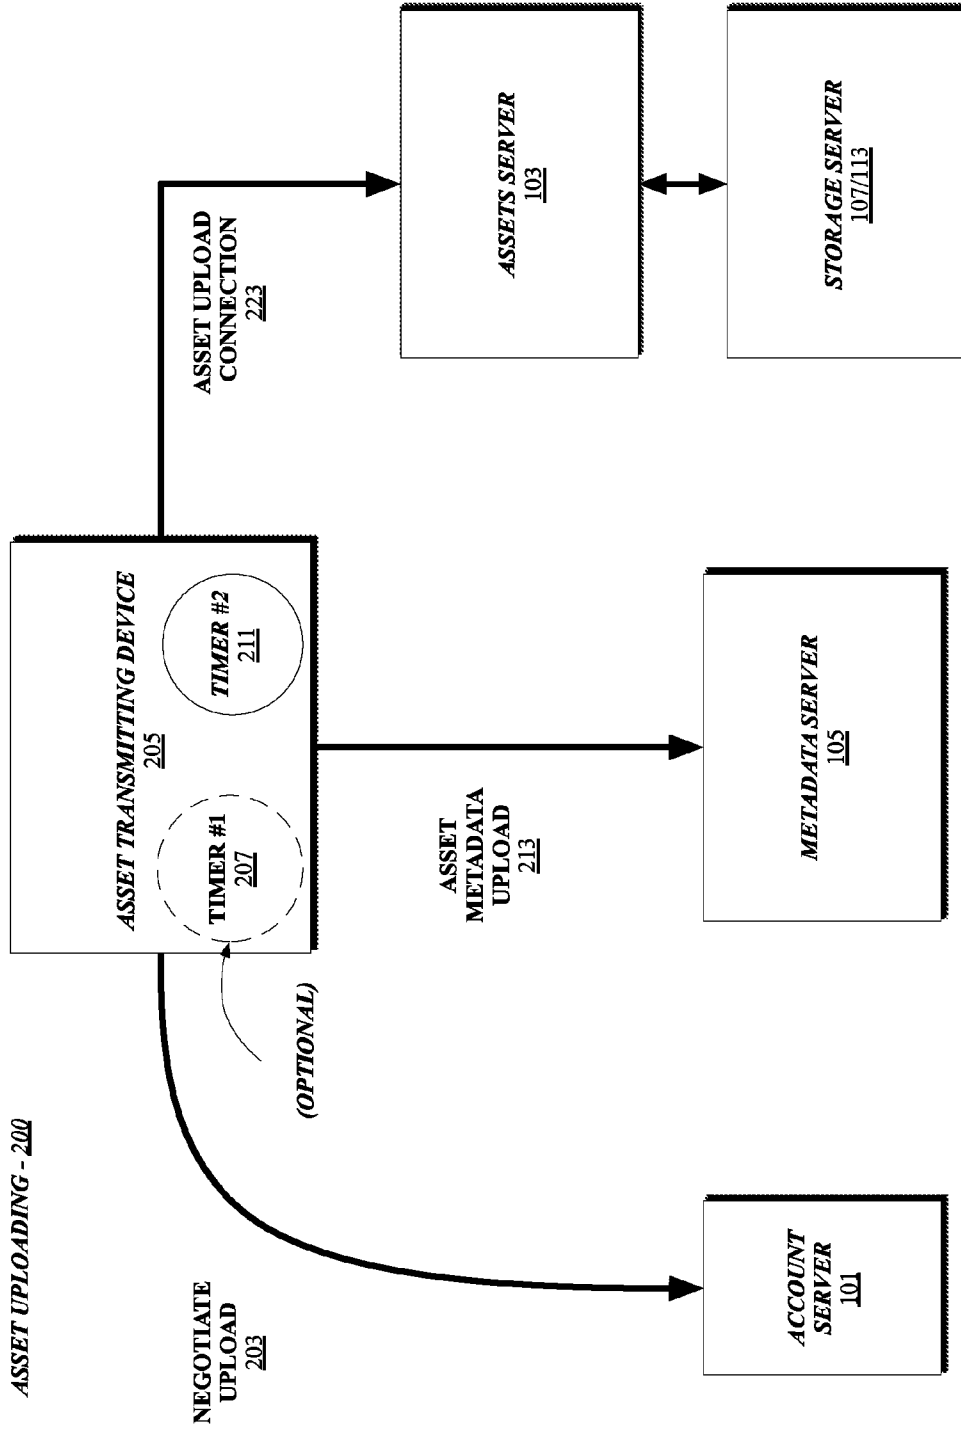 ASSET UPLOADING - 200
NEGOTIATE
UPLOAD
203
ASSET TRANSMITTING DEVICE
205
TIMER #1
207
TIMER #2
211
(OPTIONAL)
ASSET UPLOAD
CONNECTION
223
ASSET
METADATA
UPLOAD
213
ACCOUNT
SERVER
101
METADATA SERVER
105
ASSETS SERVER
103
STORAGE SERVER
107/113